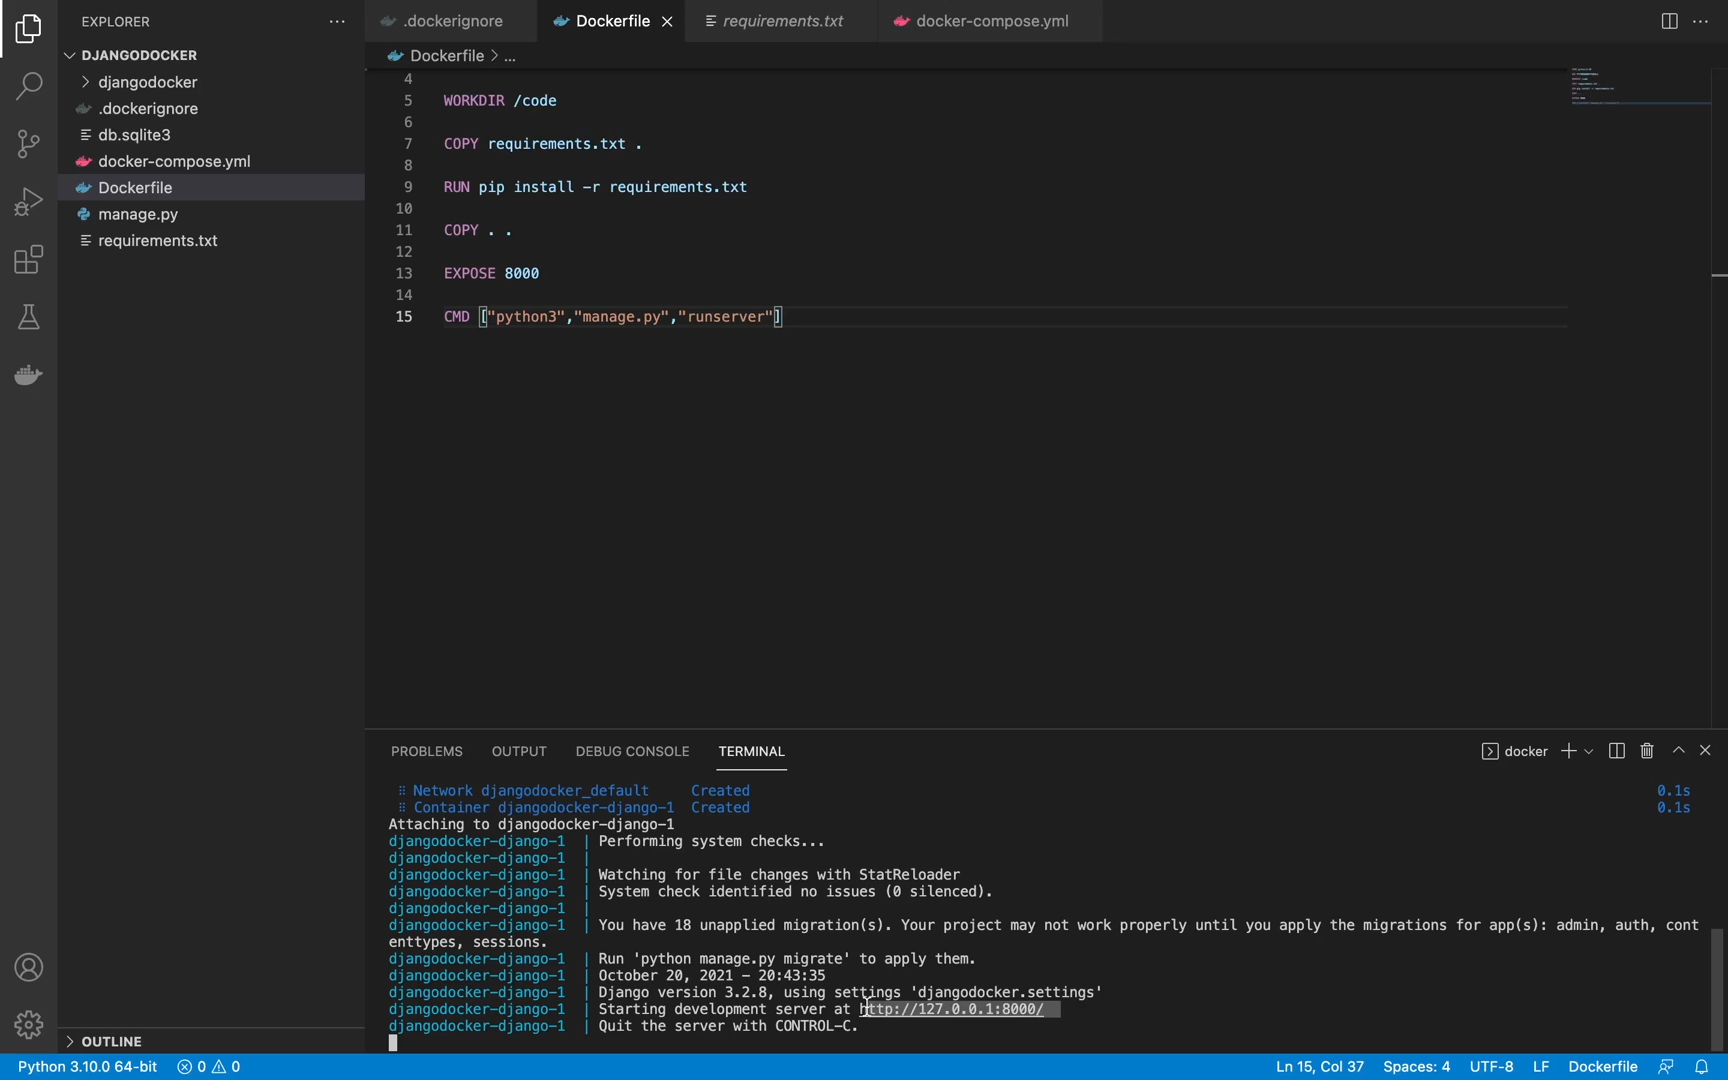 EXPLORER
DJANGODOCKER
djangodocker
.dockerignore
db.sqlite3
docker-compose.yml
Dockerfile
manage.py
requirements.txt
OUTLINE
.dockerignore
Dockerfile
requirements.txt
docker-compose.yml
Dockerfile > ...
4
5 WORKDIR /code
6
7 COPY requirements.txt .
8
9 RUN pip install -r requirements.txt
10
11 COPY . .
12
13 EXPOSE 8000
14
15 CMD ["python3","manage.py","runserver"]
PROBLEMS OUTPUT DEBUG CONSOLE TERMINAL
docker
Network djangodocker_default Created 0.1s
Container djangodocker-django-1 Created 0.1s
Attaching to djangodocker-django-1
djangodocker-django-1 | Performing system checks...
djangodocker-django-1 |
djangodocker-django-1 | Watching for file changes with StatReloader
djangodocker-django-1 | System check identified no issues (0 silenced).
djangodocker-django-1 |
djangodocker-django-1 | You have 18 unapplied migration(s). Your project may not work properly until you apply the migrations for app(s): admin, auth, cont
enttypes, sessions.
djangodocker-django-1 | Run 'python manage.py migrate' to apply them.
djangodocker-django-1 | October 20, 2021 - 20:43:35
djangodocker-django-1 | Django version 3.2.8, using settings 'djangodocker.settings'
djangodocker-django-1 | Starting development server at http://127.0.0.1:8000/
djangodocker-django-1 | Quit the server with CONTROL-C.
Python 3.10.0 64-bit 0 0 Ln 15, Col 37 Spaces: 4 UTF-8 LF Dockerfile